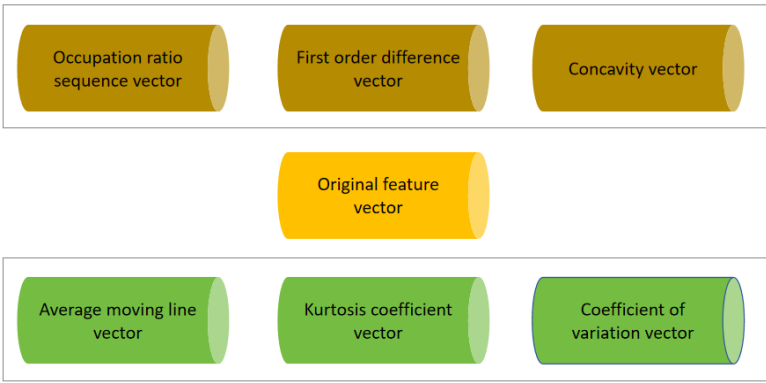 Occupation ratio
sequence vector
First order difference
vector
Concavity vector
Original feature
vector
Average moving line
vector
Kurtosis coefficient
vector
Coefficient of
variation vector